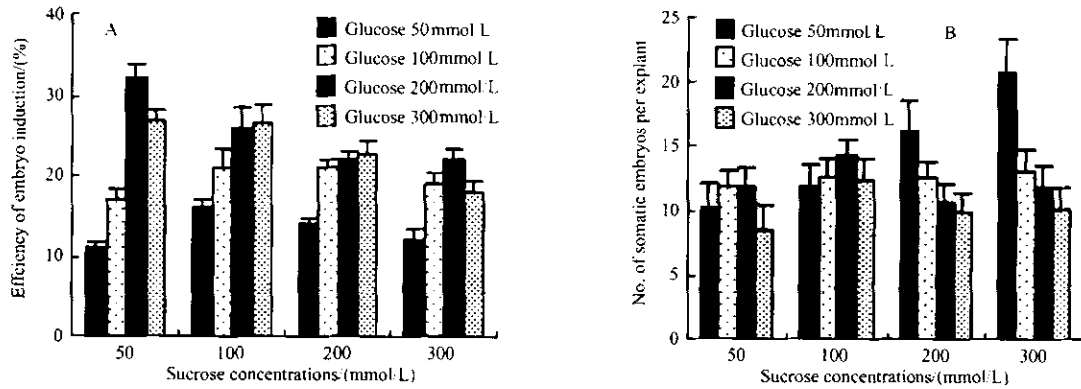 A
Glucose 50mmol L
Glucose 100mmol L
Glucose 200mmol L
Glucose 300mmol L
Efficiency of embryo induction/(%)
40
30
20
10
0
50 100 200 300
Sucrose concentrations/(mmol/L)
B
Glucose 50mmol L
Glucose 100mmol L
Glucose 200mmol L
Glucose 300mmol L
No. of somatic embryos per explant
25
20
15
10
5
0
50 100 200 300
Sucrose concentrations/(mmol/L)